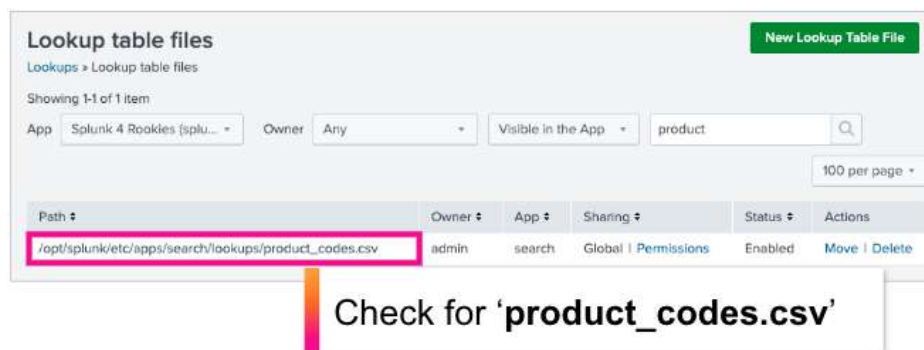 Lookup table files
New Lookup Table File
Lookups » Lookup table files
Showing 1-1 of 1 item
App Splunk 4 Rookies (splu... Owner Any Visible in the App product
100 per page
Path Owner App Sharing Status Actions
/opt/splunk/etc/apps/search/lookups/product_codes.csv admin search Global | Permissions Enabled Move | Delete
Check for ‘product_codes.csv’